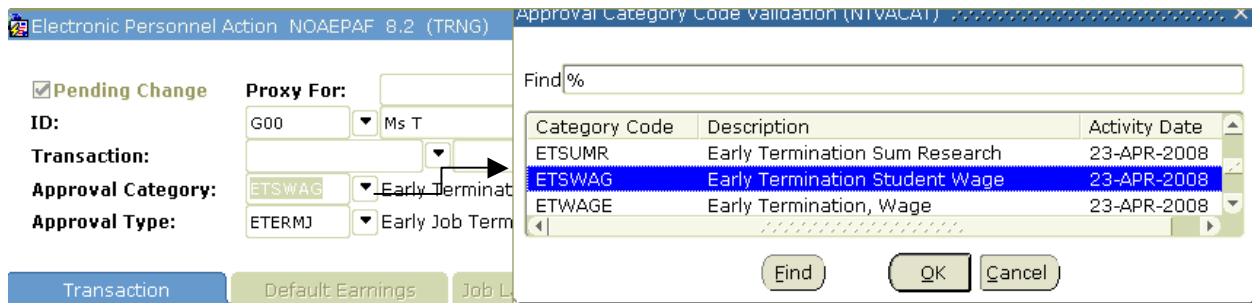 Electronic Personnel Action NOAEPAF 8.2 (TRNG)
Pending Change Proxy For:
ID: G00 Ms T
Transaction:
Approval Category: ETSWAG Early Terminat
Approval Type: ETERMJ Early Job Term
Transaction Default Earnings Job L
Approval Category Code Validation (NTVACAT)
Find %
Category Code Description Activity Date
ETSUMR Early Termination Sum Research 23-APR-2008
ETSWAG Early Termination Student Wage 23-APR-2008
ETWAGE Early Termination, Wage 23-APR-2008
Find OK Cancel